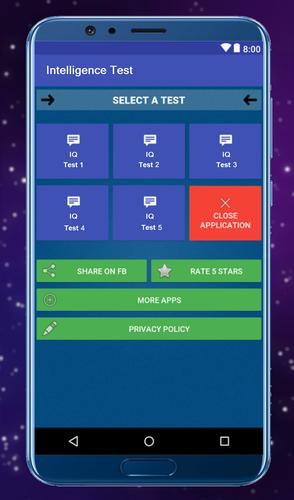 8:00
Intelligence Test
SELECT A TEST
IQ
Test 1
IQ
Test 2
IQ
Test 3
IQ
Test 4
IQ
Test 5
CLOSE
APPLICATION
SHARE ON FB
RATE 5 STARS
MORE APPS
PRIVACY POLICY